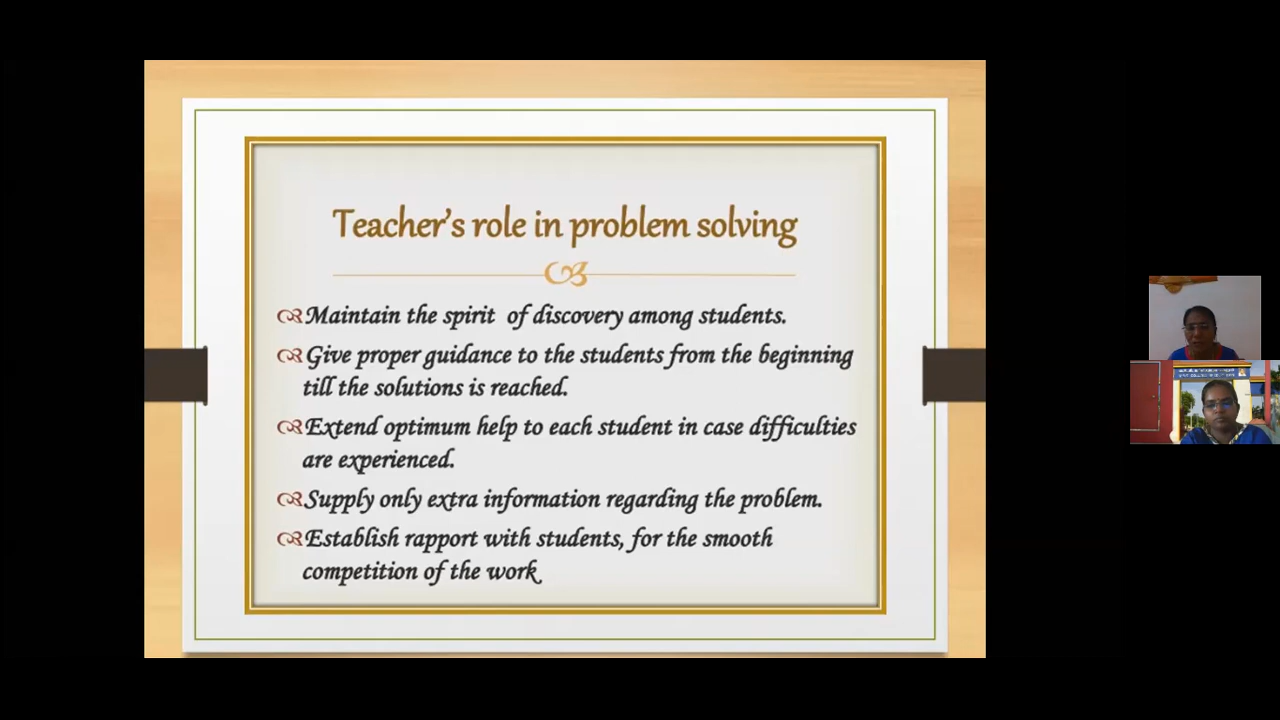 Teacher's role in problem solving
Maintain the spirit of discovery among students.
Give proper guidance to the students from the beginning
till the solutions is reached.
Extend optimum help to each student in case difficulties
are experienced.
Supply only extra information regarding the problem.
Establish rapport with students, for the smooth
competition of the work